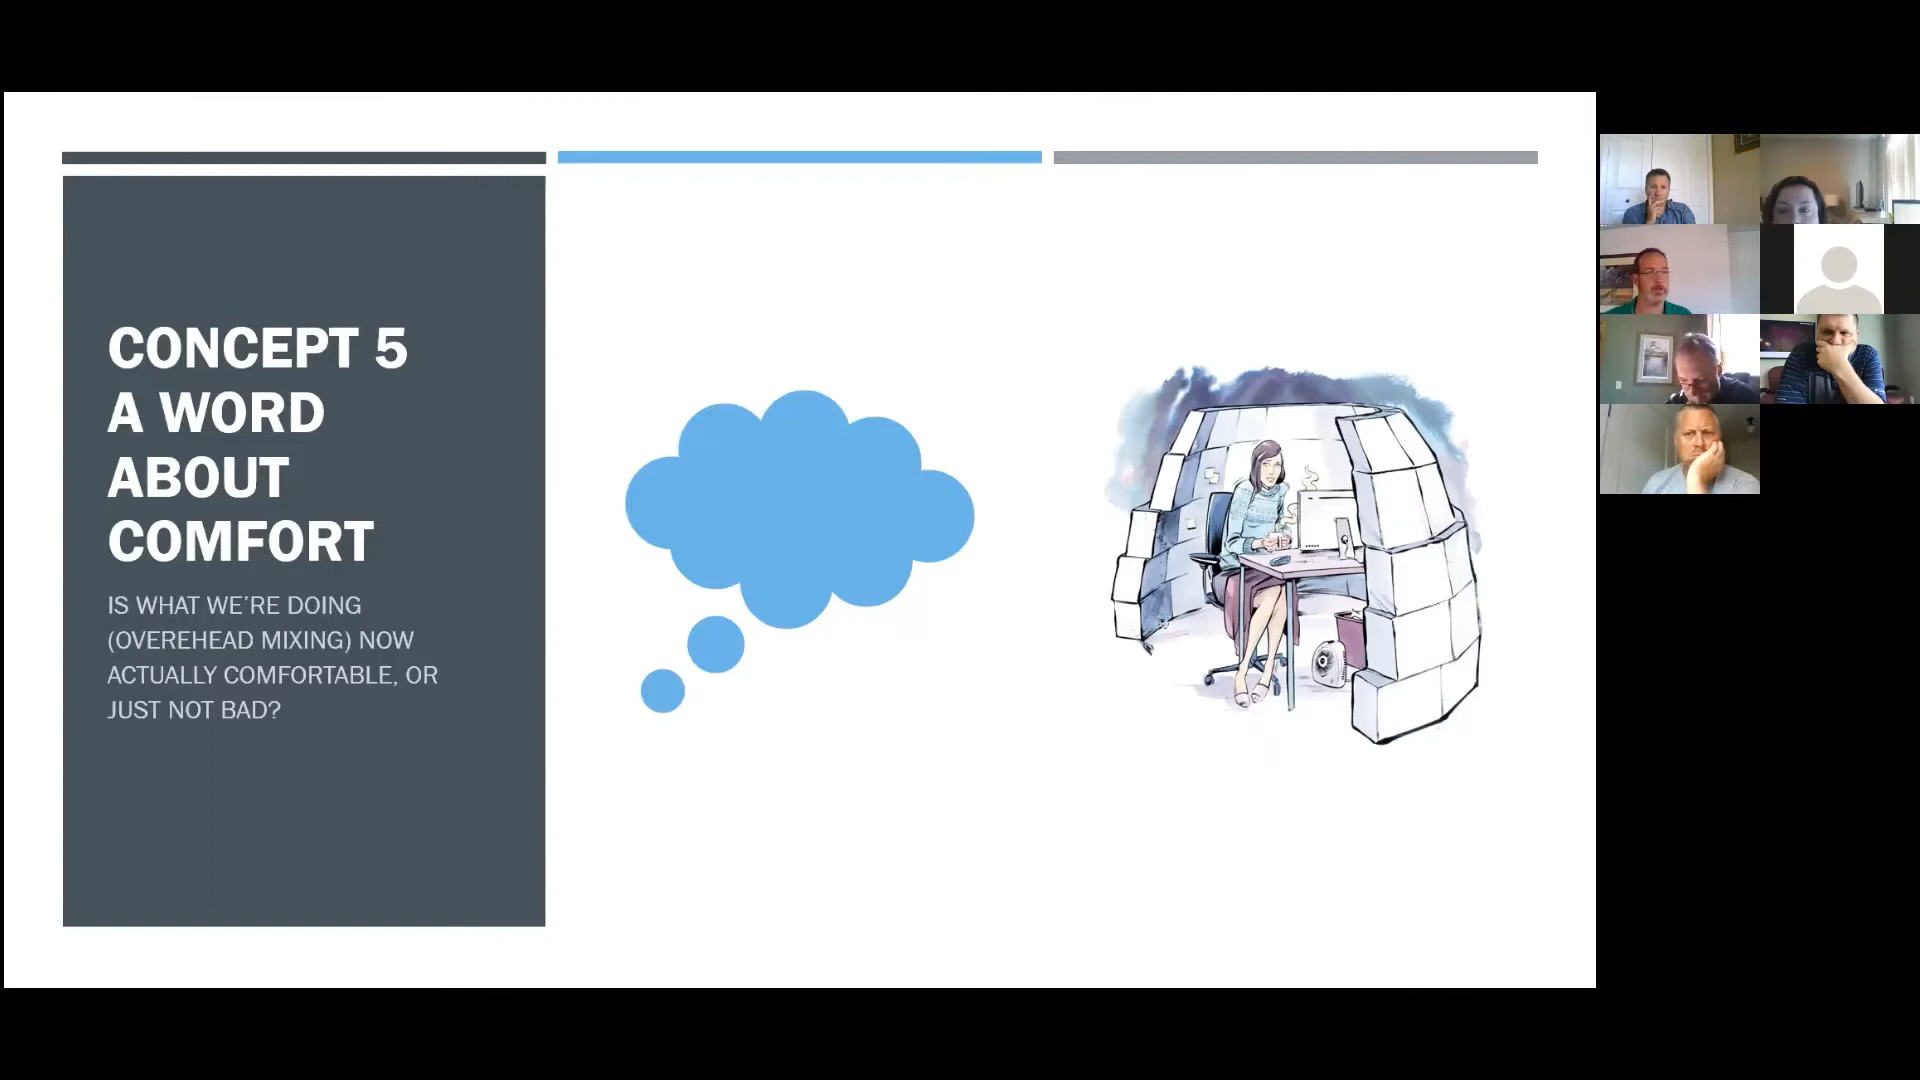 CONCEPT 5
A WORD
ABOUT
COMFORT
IS WHAT WE’RE DOING
(OVEREHEAD MIXING) NOW
ACTUALLY COMFORTABLE, OR
JUST NOT BAD?